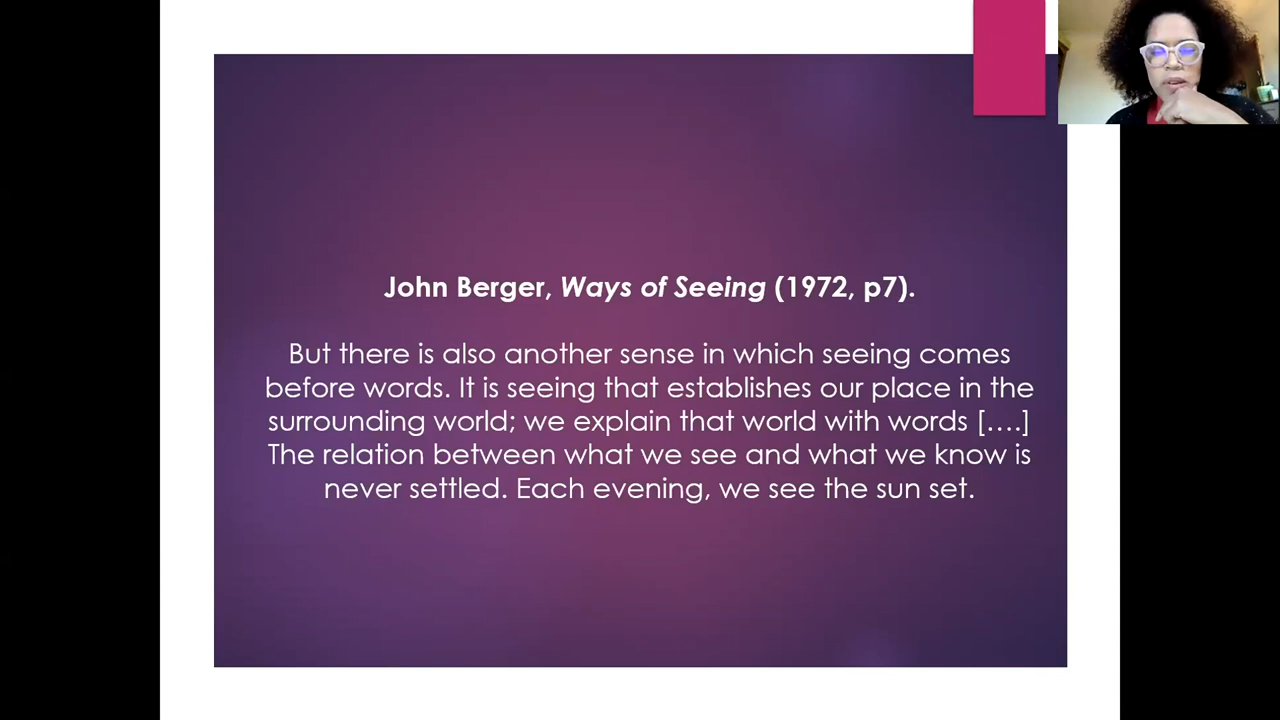 John Berger, Ways of Seeing (1972, p7).
But there is also another sense in which seeing comes
before words. It is seeing that establishes our place in the
surrounding world; we explain that world with words [....]
The relation between what we see and what we know is
never settled. Each evening, we see the sun set.